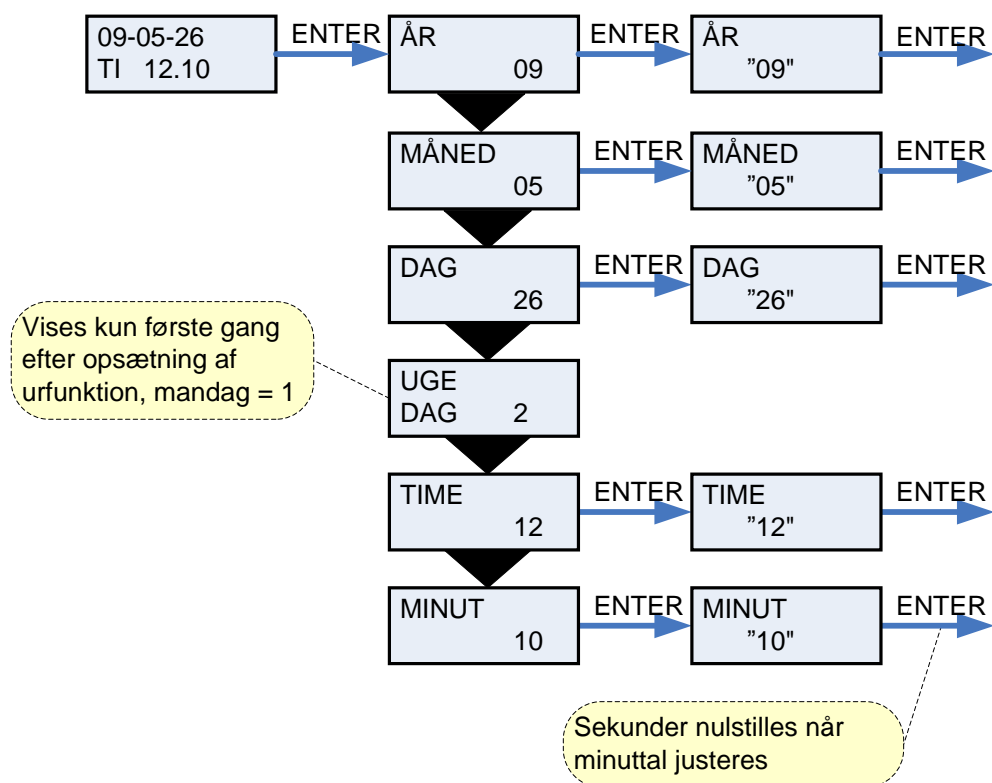 09-05-26
TI 12.10
ENTER
ÅR
09
ENTER
ÅR
”09"
ENTER
MÅNED
05
ENTER
MÅNED
”05"
ENTER
DAG
26
ENTER
DAG
”26"
ENTER
Vises kun første gang
efter opsætning af
urfunktion, mandag = 1
UGE
DAG 2
TIME
12
ENTER
TIME
”12"
ENTER
MINUT
10
ENTER
MINUT
”10"
ENTER
Sekunder nulstilles når
minuttal justeres